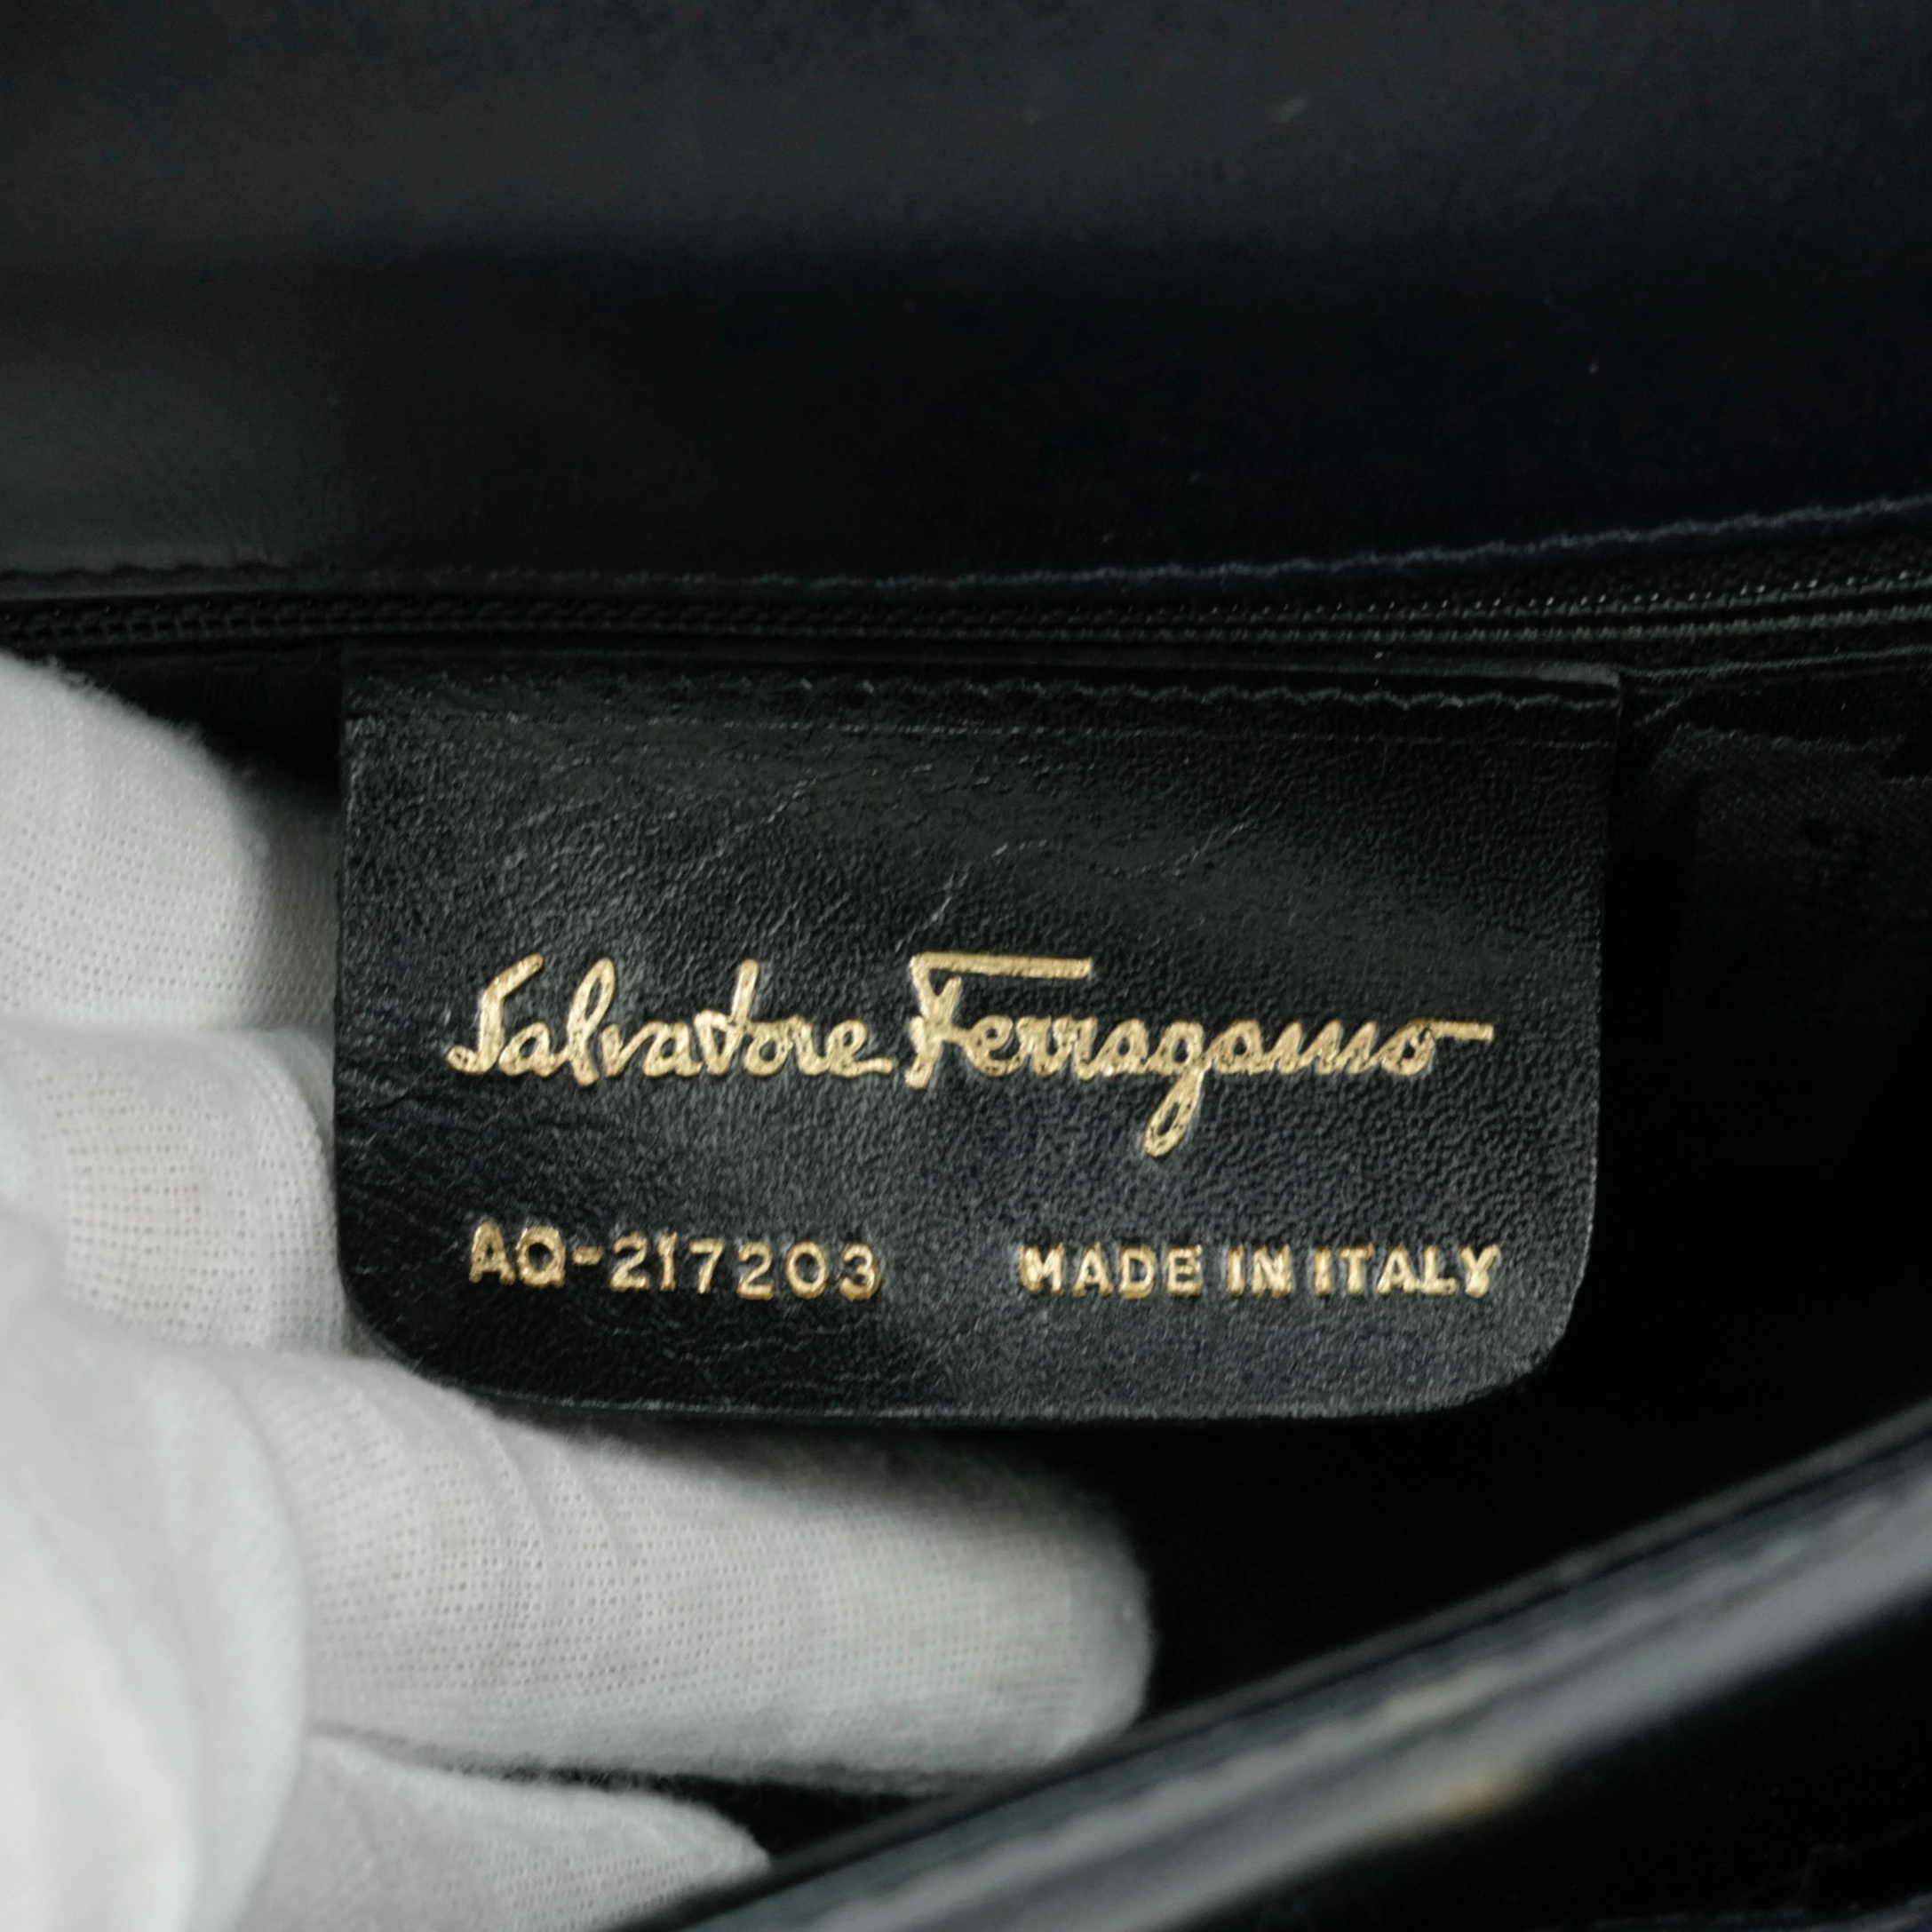 Salvatore Ferragamo
AQ-217203 MADE IN ITALY